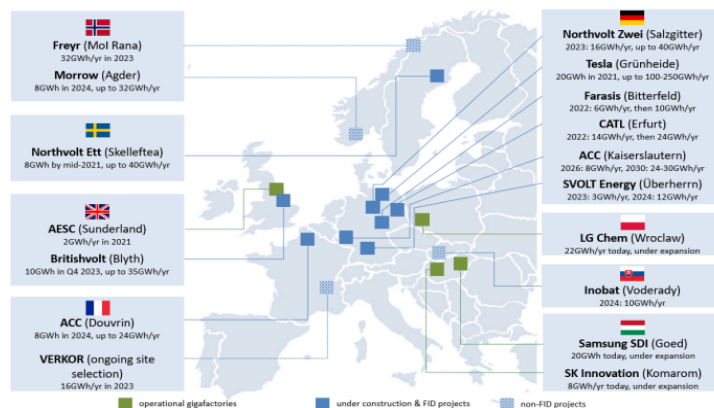 Freyr (Mol Rana)
32GWh/yr in 2023
Morrow (Agder)
8GWh in 2024, up to 32GWh/yr
Northvolt Ett (Skelleftea)
8GWh by mid-2021, up to 40GWh/yr
AESC (Sunderland)
2GWh/yr in 2021
Britishvolt (Blyth)
10GWh in Q4 2023, up to 35GWh/yr
ACC (Douvrin)
8GWh in 2024, up to 24GWh/yr
VERKOR (ongoing site
selection)
16GWh/yr in 2023
Northvolt Zwei (Salzgitter)
2023: 16GWh/yr, up to 40GWh/yr
Tesla (Grünheide)
20GWh in 2021, up to 100-250GWh/yr
Farasis (Bitterfeld)
2022: 6GWh/yr, then 10GWh/yr
CATL (Erfurt)
2022: 14GWh/yr, then 24GWh/yr
ACC (Kaiserslautern)
2026: 8GWh/yr, 2030: 24-30GWh/yr
SVOLT Energy (Überherrn)
2023: 3GWh/yr, 2024: 12GWh/yr
LG Chem (Wroclaw)
22GWh/yr today, under expansion
Inobat (Voderady)
2024: 10GWh/yr
Samsung SDI (Goed)
20GWh today, under expansion
SK Innovation (Komarom)
8GWh/yr today, under expansion
operational gigafactories
under construction & FID projects
non-FID projects